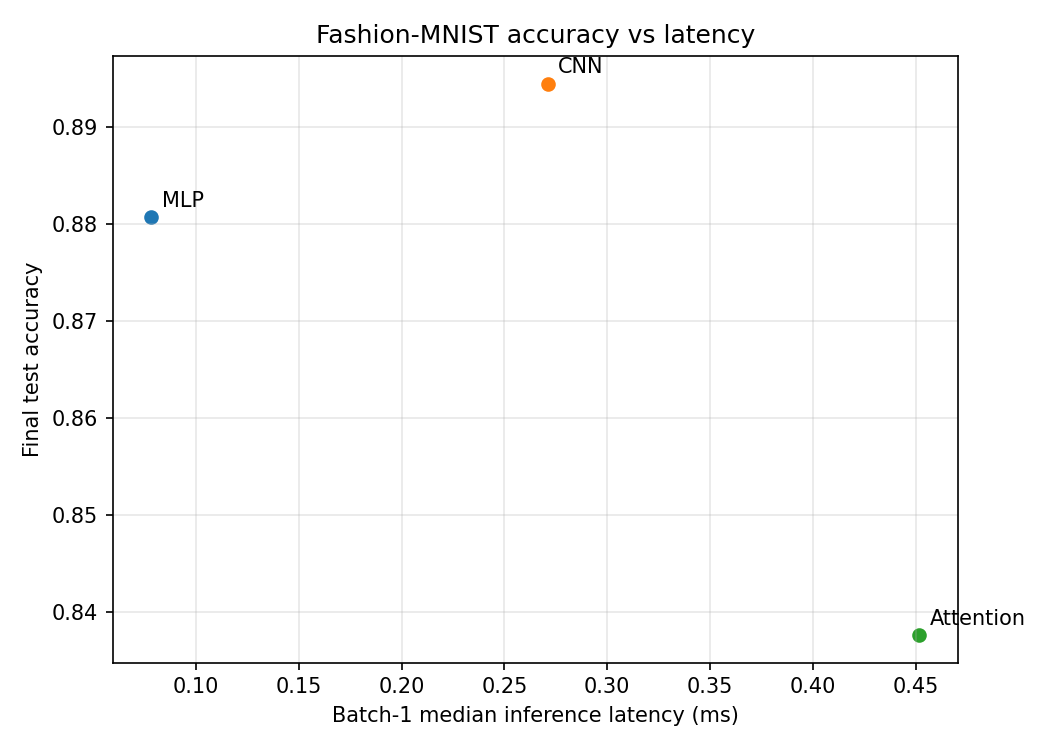 Fashion-MNIST accuracy vs latency
CNN
0.89
MLP
0.88
0.87
Final test accuracy
0.86
0.85
0.84
Attention
0.10 0.15 0.20 0.25 0.30 0.35 0.40 0.45
Batch-1 median inference latency (ms)